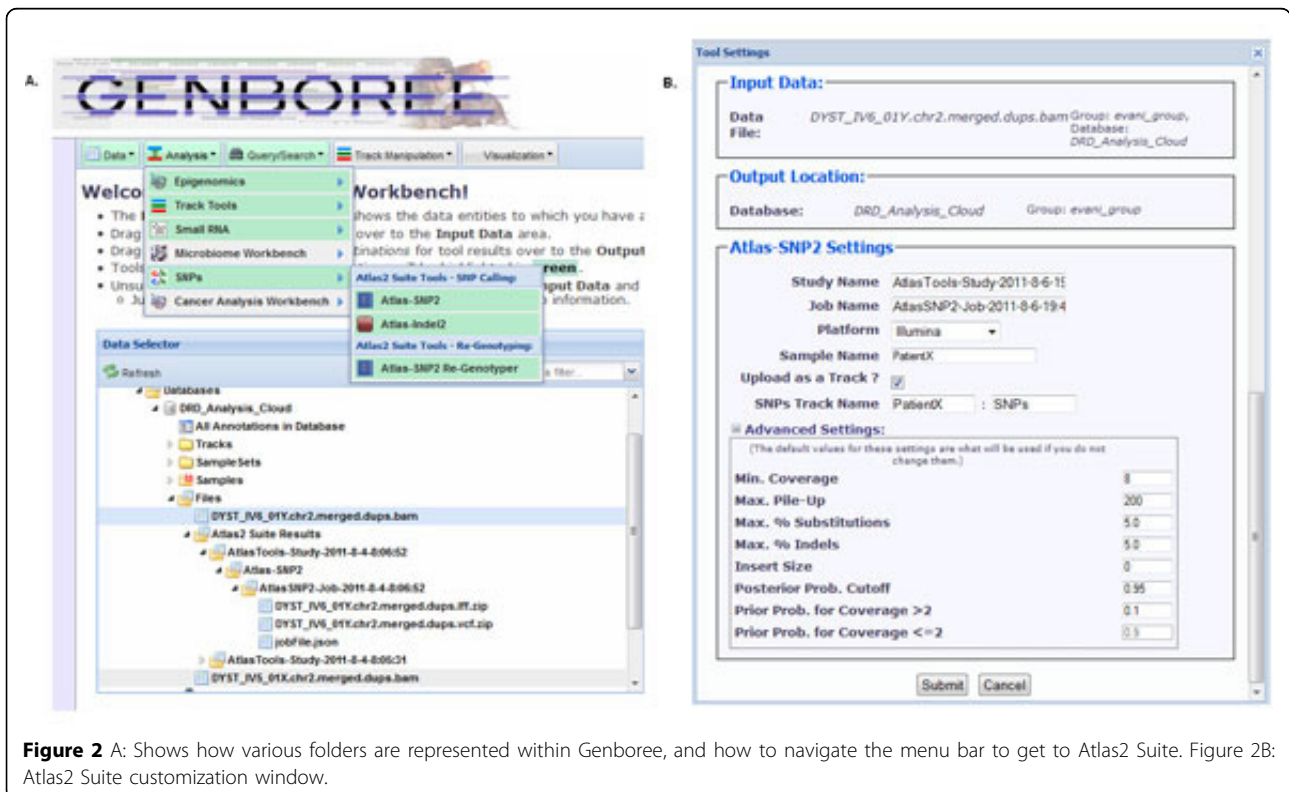 A.
GENBOREE
Data Analysis Query/Search Track Manipulation Visualization
Welco Workbench!
Epigenomics
Track Tools
Small RNA
Microbiome Workbench
SNPs
Cancer Analysis Workbench
• The shows the data entities to which you have a
• Drag over to the Input Data area.
• Drag tinations for tool results over to the Output
• Tools green.
• Unsu nput Data and
o Ju information.
Atlas2 Suite Tools - SNP Calling:
Atlas-SNP2
Atlas-Indel2
Atlas2 Suite Tools - Re-Genotyping:
Atlas-SNP2 Re-Genotyper
Data Selector
Refresh
filter...
Databases
DRD_Analysis_Cloud
All Annotations in Database
Tracks
SampleSets
Samples
Files
DYST_IV6_01Y.chr2.merged.dups.bam
Atlas2 Suite Results
AtlasTools-Study-2011-8-4-8:06:52
Atlas-SNP2
AtlasSNP2-Job-2011-8-4-8:06:52
DYST_IV6_01Y.chr2.merged.dups.lff.zip
DYST_IV6_01Y.chr2.merged.dups.vcf.zip
jobFile.json
AtlasTools-Study-2011-8-4-8:06:31
DYST_IV5_01X.chr2.merged.dups.bam
B.
Tool Settings
Input Data:
Data File: DYST_IV6_01Y.chr2.merged.dups.bam Group: evani_group,
Database:
DRD_Analysis_Cloud
Output Location:
Database: DRD_Analysis_Cloud Group: evani_group
Atlas-SNP2 Settings
Study Name AtlasTools-Study-2011-8-6-19
Job Name AtlasSNP2-Job-2011-8-6-19:4
Platform Illumina
Sample Name PatientX
Upload as a Track ?
SNPs Track Name PatientX : SNPs
Advanced Settings:
(The default values for these settings are what will be used if you do not
change them.)
Min. Coverage 8
Max. Pile-Up 200
Max. % Substitutions 5.0
Max. % Indels 5.0
Insert Size 0
Posterior Prob. Cutoff 0.95
Prior Prob. for Coverage >2 0.1
Prior Prob. for Coverage <=2 0.9
Submit Cancel
Figure 2 A: Shows how various folders are represented within Genboree, and how to navigate the menu bar to get to Atlas2 Suite. Figure 2B:
Atlas2 Suite customization window.